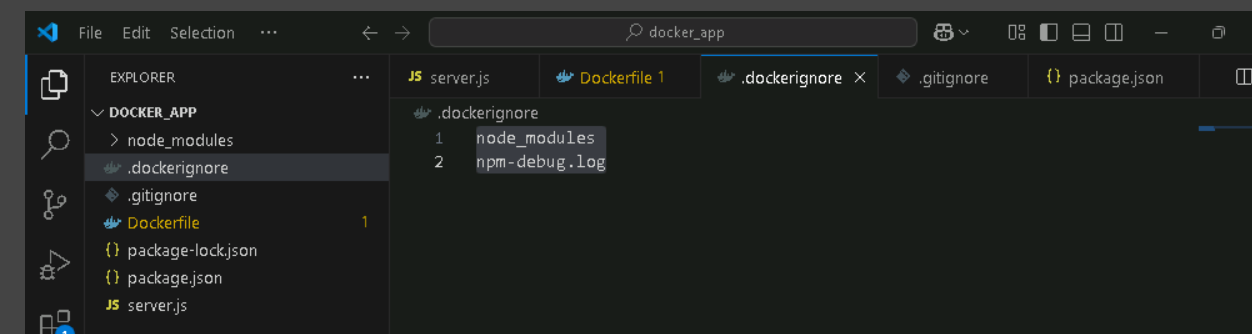 File Edit Selection ··· docker_app
EXPLORER ···
JS server.js Dockerfile 1 .dockerignore .gitignore {} package.json
DOCKER_APP
node_modules
.dockerignore
.gitignore
Dockerfile 1
{} package-lock.json
{} package.json
JS server.js
.dockerignore
1 node_modules
2 npm-debug.log
1